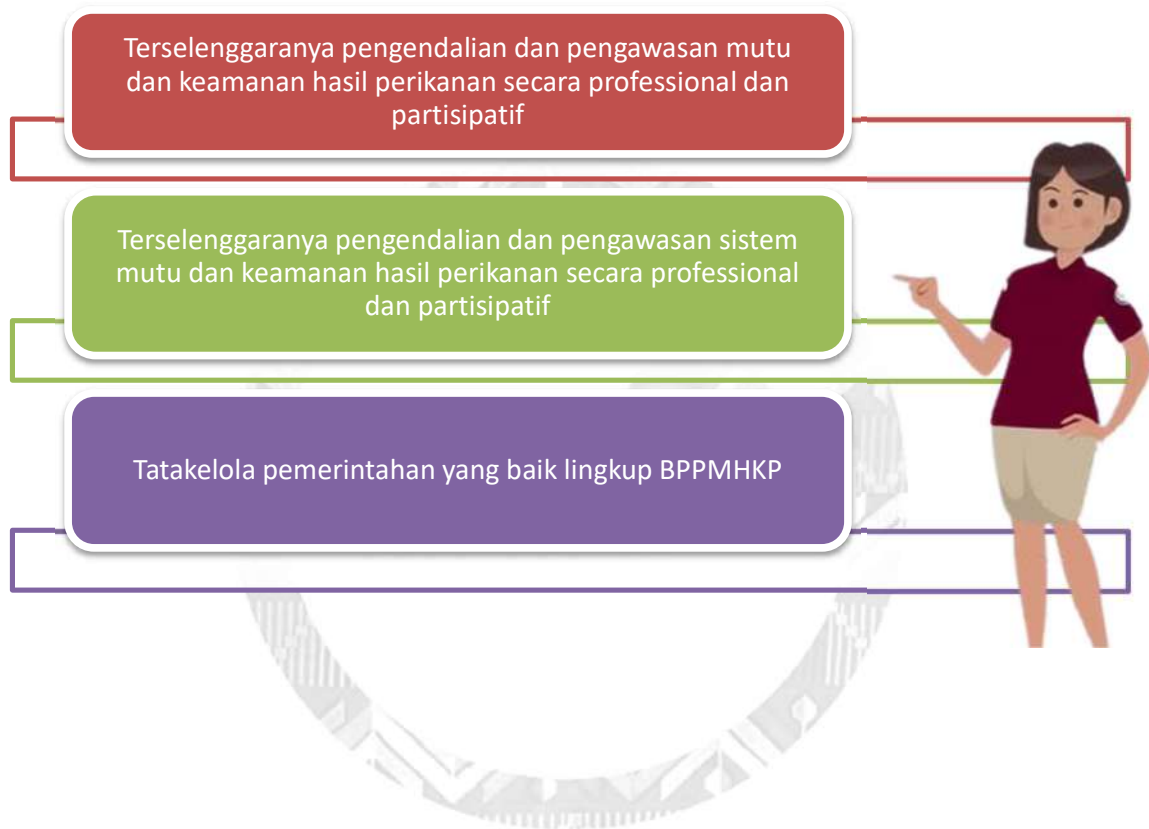 Terselenggaranya pengendalian dan pengawasan mutu
dan keamanan hasil perikanan secara professional dan
partisipatif
Terselenggaranya pengendalian dan pengawasan sistem
mutu dan keamanan hasil perikanan secara professional
dan partisipatif
Tatakelola pemerintahan yang baik lingkup BPPMHKP